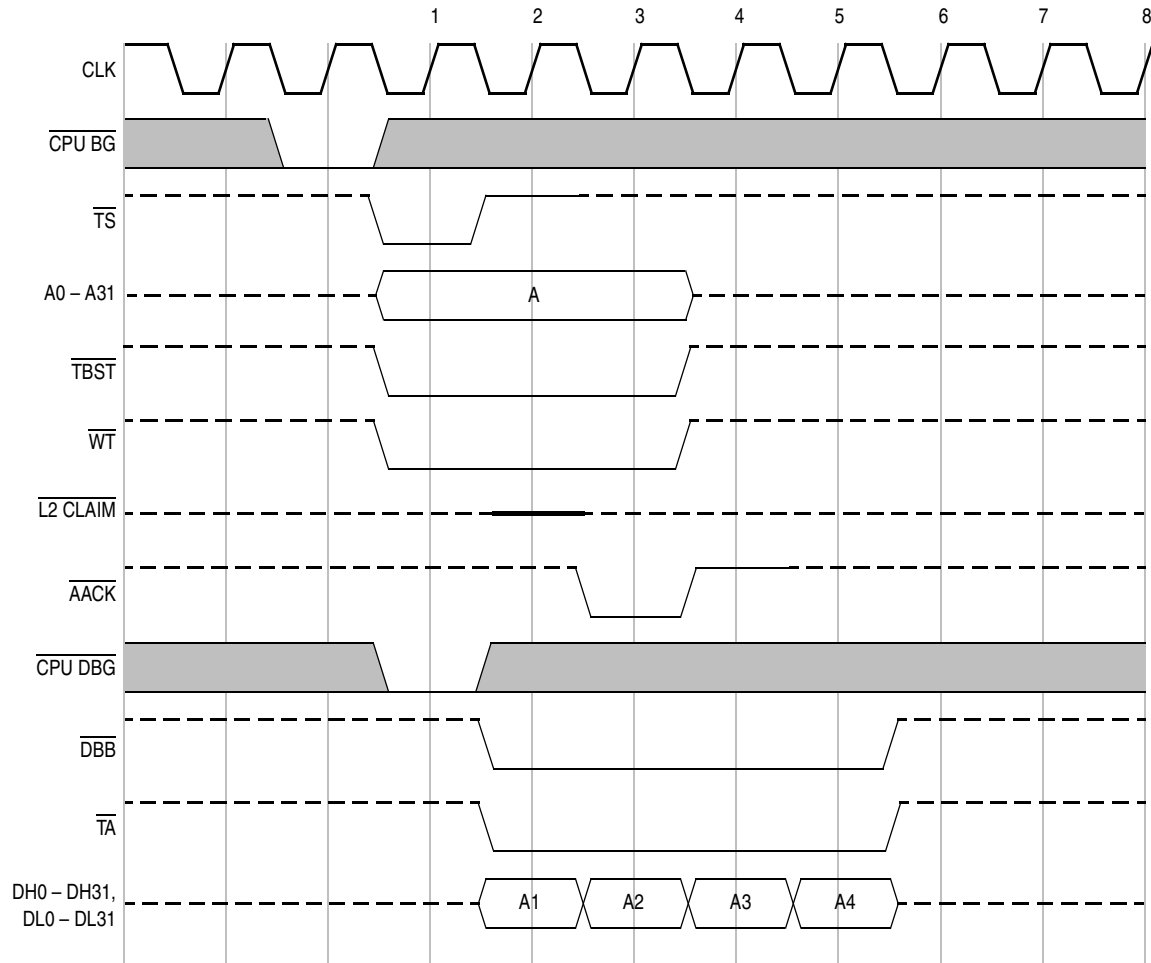 1 2 3 4 5 6 7 8
CLK
CPU BG
TS
A0 – A31
A
TBST
WT
L2 CLAIM
AACK
CPU DBG
DBB
TA
DH0 – DH31,
DL0 – DL31
A1 A2 A3 A4